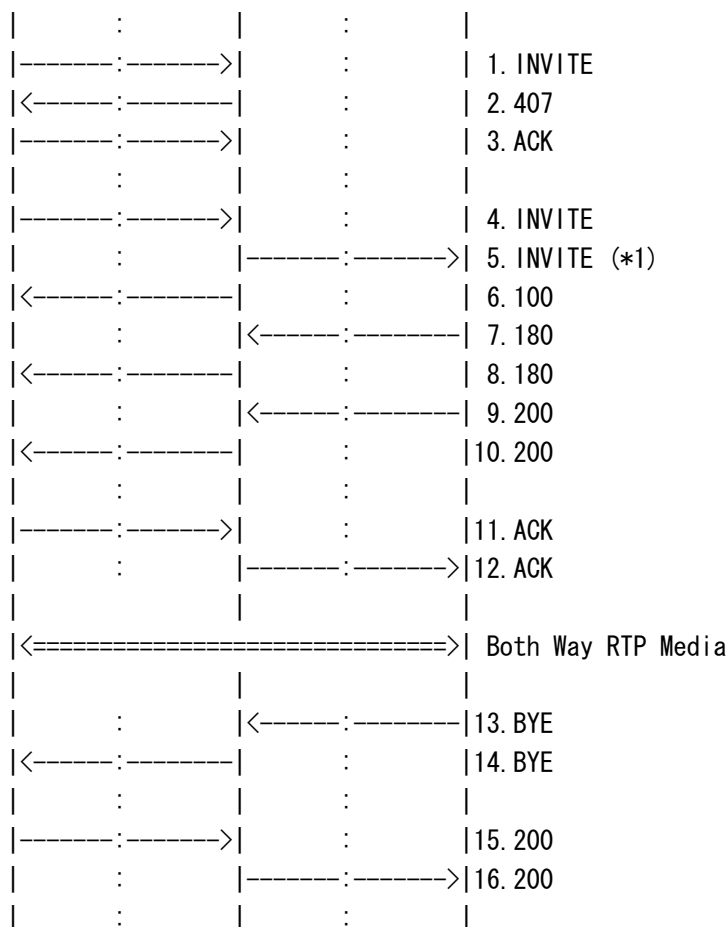 1. INVITE
2. 407
3. ACK
4. INVITE
5. INVITE (*1)
6. 100
7. 180
8. 180
9. 200
10. 200
11. ACK
12. ACK
Both Way RTP Media
13. BYE
14. BYE
15. 200
16. 200